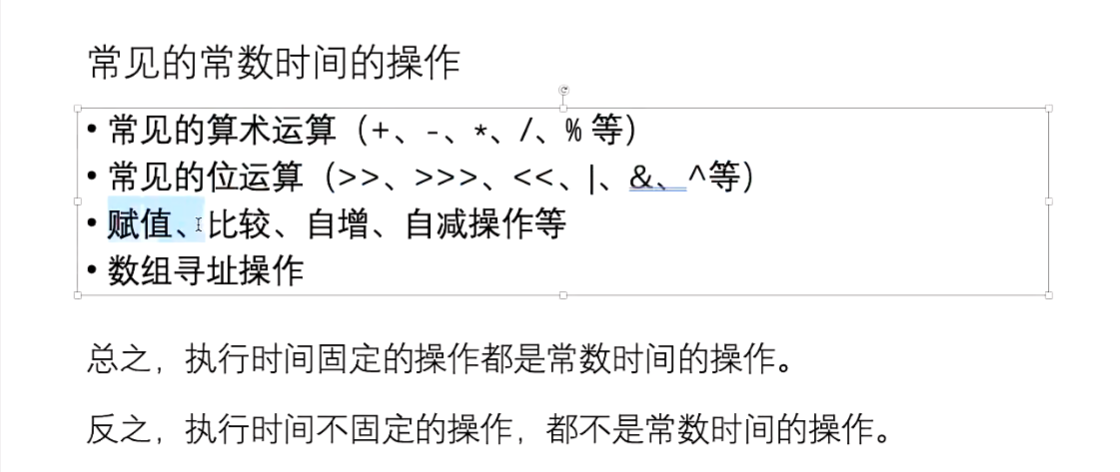 常见的常数时间的操作
• 常见的算术运算（+、-、*、/、% 等）
• 常见的位运算（>>、>>>、<<、|、&、^等）
• 赋值、比较、自增、自减操作等
• 数组寻址操作
总之，执行时间固定的操作都是常数时间的操作。
反之，执行时间不固定的操作，都不是常数时间的操作。